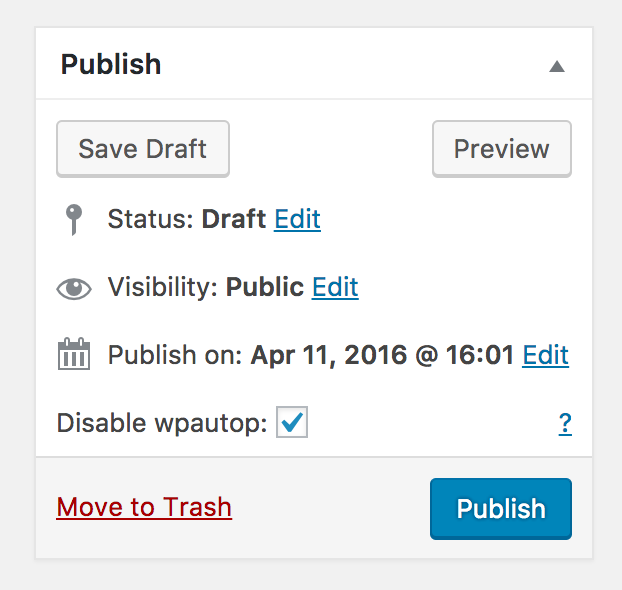 Publish
Save Draft
Preview
Status: Draft Edit
Visibility: Public Edit
Publish on: Apr 11, 2016 @ 16:01 Edit
Disable wpautop: ?
Move to Trash
Publish